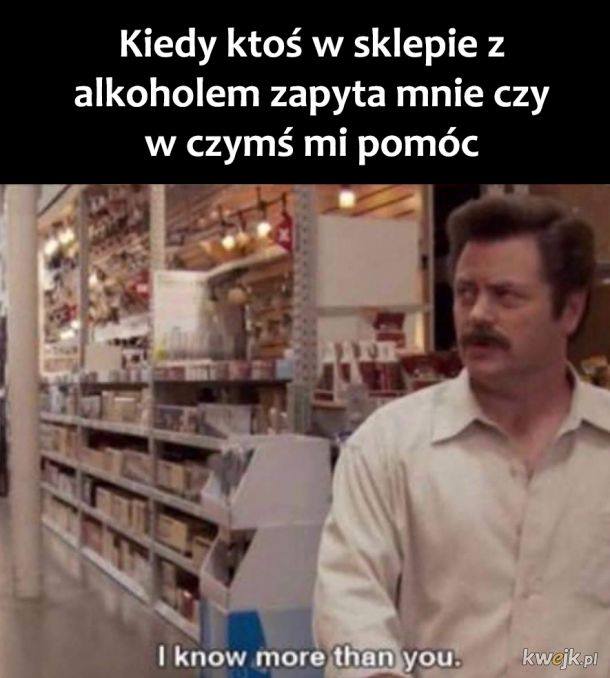 Kiedy ktoś w sklepie z
alkoholem zapyta mnie czy
w czymś mi pomóc
I know more than you.
kwejk.pl